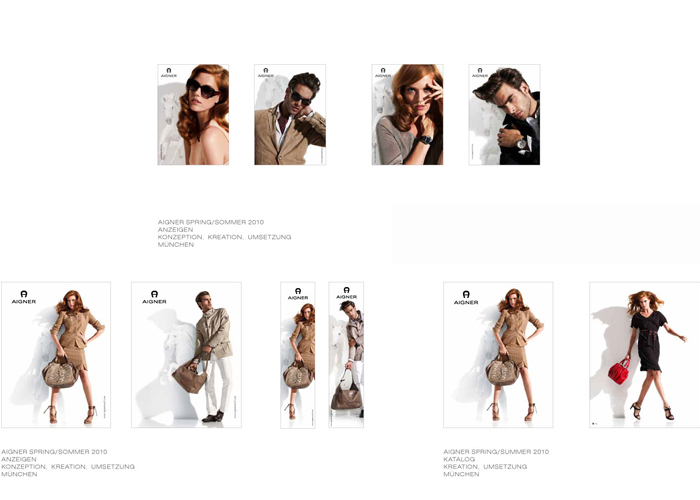 AIGNER
AIGNER
AIGNER
AIGNER
AIGNER SPRING/SOMMER 2010
ANZEIGEN
KONZEPTION, KREATION, UMSETZUNG
MÜNCHEN
AIGNER
AIGNER
AIGNER
AIGNER
AIGNER
AIGNER SPRING/SOMMER 2010
ANZEIGEN
KONZEPTION, KREATION, UMSETZUNG
MÜNCHEN
AIGNER SPRING/SUMMER 2010
KATALOG
KREATION, UMSETZUNG
MÜNCHEN